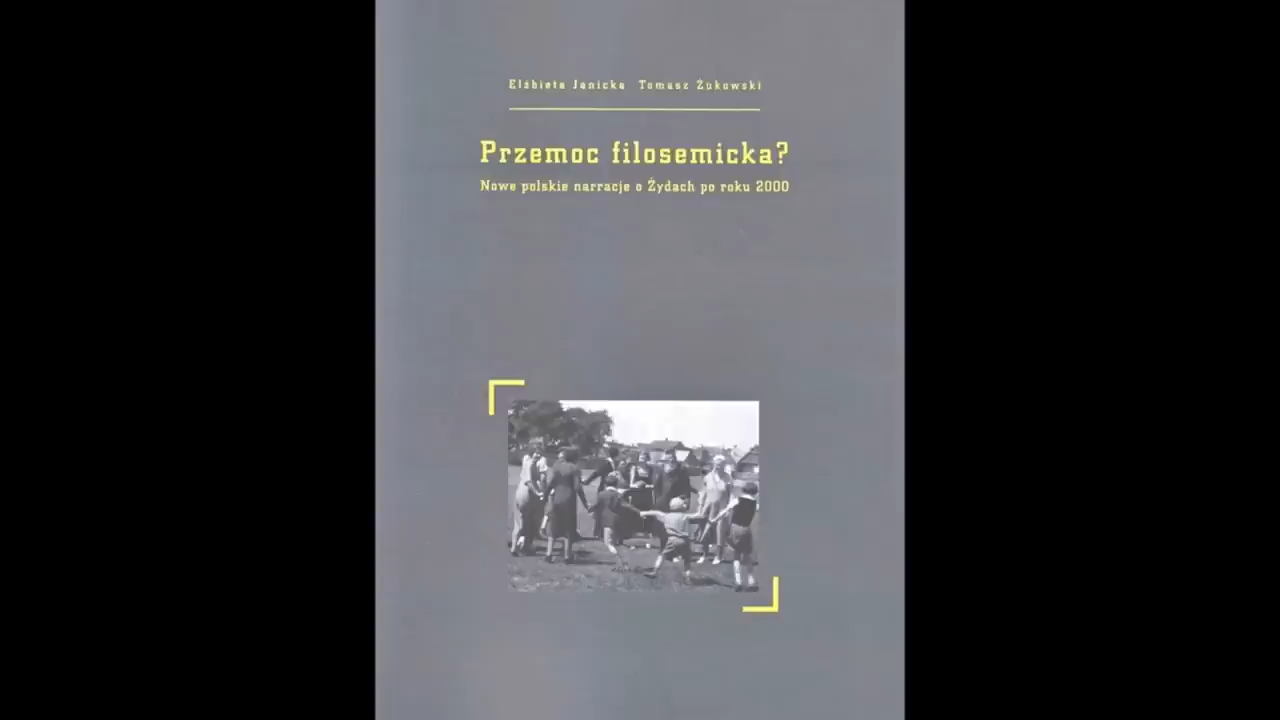 Elżbieta Janicka Tomasz Żukowski
Przemoc filosemicka?
Nowe polskie narracje o Żydach po roku 2000